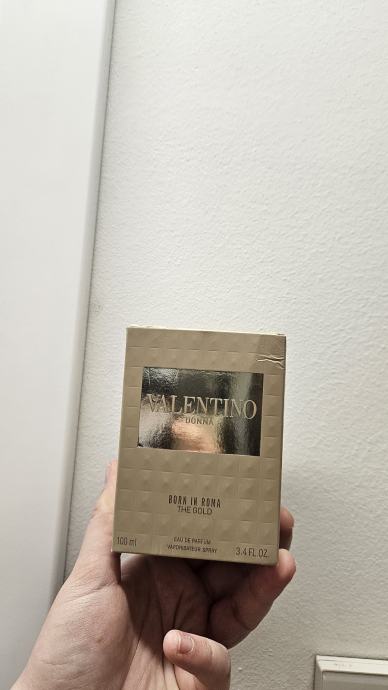 VALENTINO
DONNA
BORN IN ROMA
THE GOLD
100 ml
EAU DE PARFUM
VAPORISATEUR SPRAY
3.4 FL.OZ.